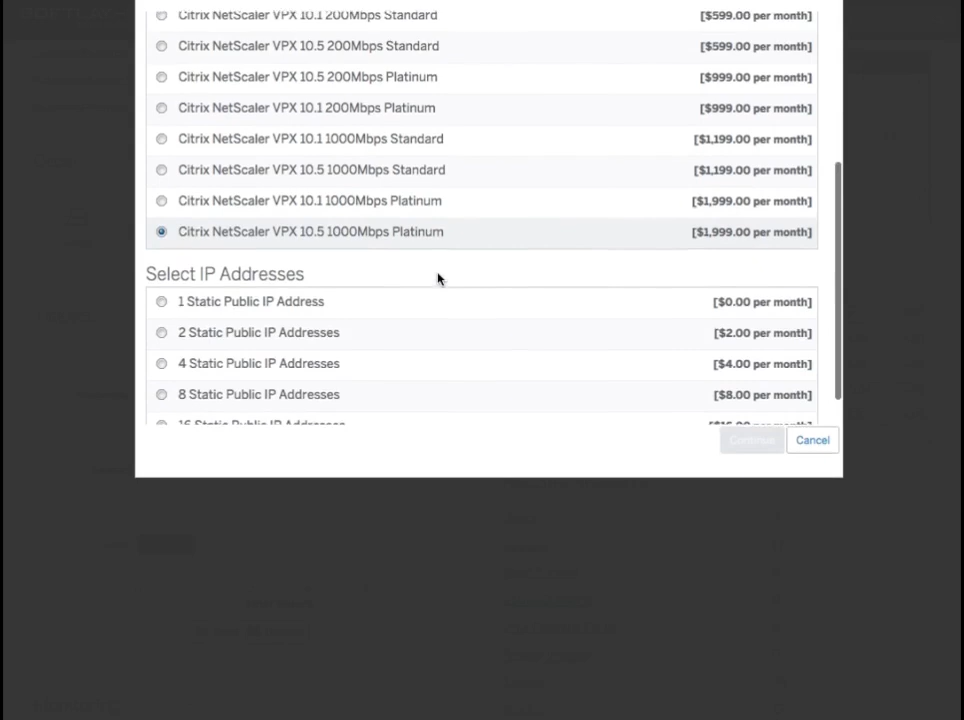 Citrix NetScaler VPX 10.1 200Mbps Standard [$599.00 per month]
Citrix NetScaler VPX 10.5 200Mbps Standard [$599.00 per month]
Citrix NetScaler VPX 10.5 200Mbps Platinum [$999.00 per month]
Citrix NetScaler VPX 10.1 200Mbps Platinum [$999.00 per month]
Citrix NetScaler VPX 10.1 1000Mbps Standard [$1,199.00 per month]
Citrix NetScaler VPX 10.5 1000Mbps Standard [$1,199.00 per month]
Citrix NetScaler VPX 10.1 1000Mbps Platinum [$1,999.00 per month]
Citrix NetScaler VPX 10.5 1000Mbps Platinum [$1,999.00 per month]
Select IP Addresses
1 Static Public IP Address [$0.00 per month]
2 Static Public IP Addresses [$2.00 per month]
4 Static Public IP Addresses [$4.00 per month]
8 Static Public IP Addresses [$8.00 per month]
16 Static Public IP Addresses [$16.00 per month]
Continue Cancel
Monitoring